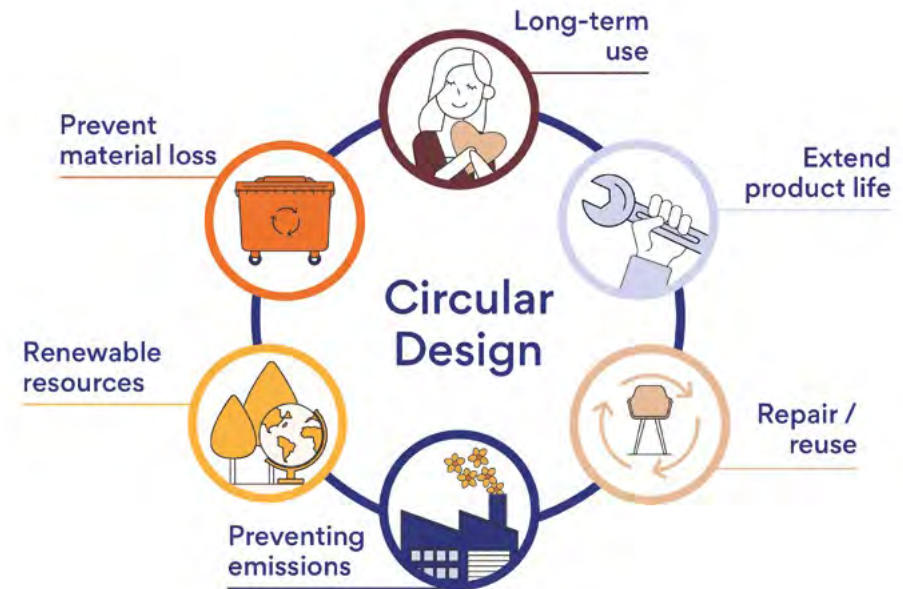 Long-term
use
Prevent
material loss
Extend
product life
Circular
Design
Renewable
resources
Repair /
reuse
Preventing
emissions